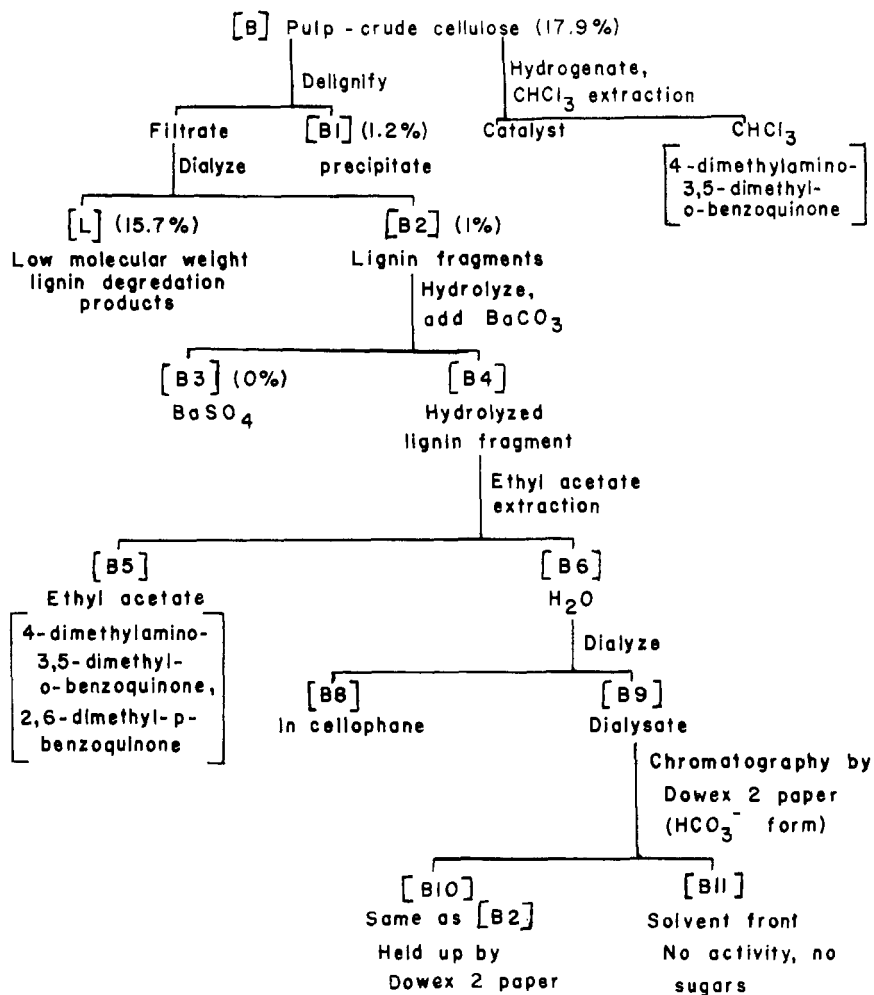 [B] Pulp - crude cellulose (17.9%)
Delignify
Hydrogenate,
CHCl3 extraction
Filtrate
[B1] (1.2%)
precipitate
Catalyst
CHCl3
[4-dimethylamino-
3,5-dimethyl-
o-benzoquinone]
Dialyze
[L] (15.7%)
Low molecular weight
lignin degredation
products
[B2] (1%)
Lignin fragments
Hydrolyze,
add BaCO3
[B3] (0%)
BaSO4
[B4]
Hydrolyzed
lignin fragment
Ethyl acetate
extraction
[B5]
Ethyl acetate
[4-dimethylamino-
3,5-dimethyl-
o-benzoquinone,
2,6-dimethyl-p-
benzoquinone]
[B6]
H2O
Dialyze
[B8]
In cellophane
[B9]
Dialysate
Chromatography by
Dowex 2 paper
(HCO3- form)
[B10]
Same as [B2]
Held up by
Dowex 2 paper
[B11]
Solvent front
No activity, no
sugars